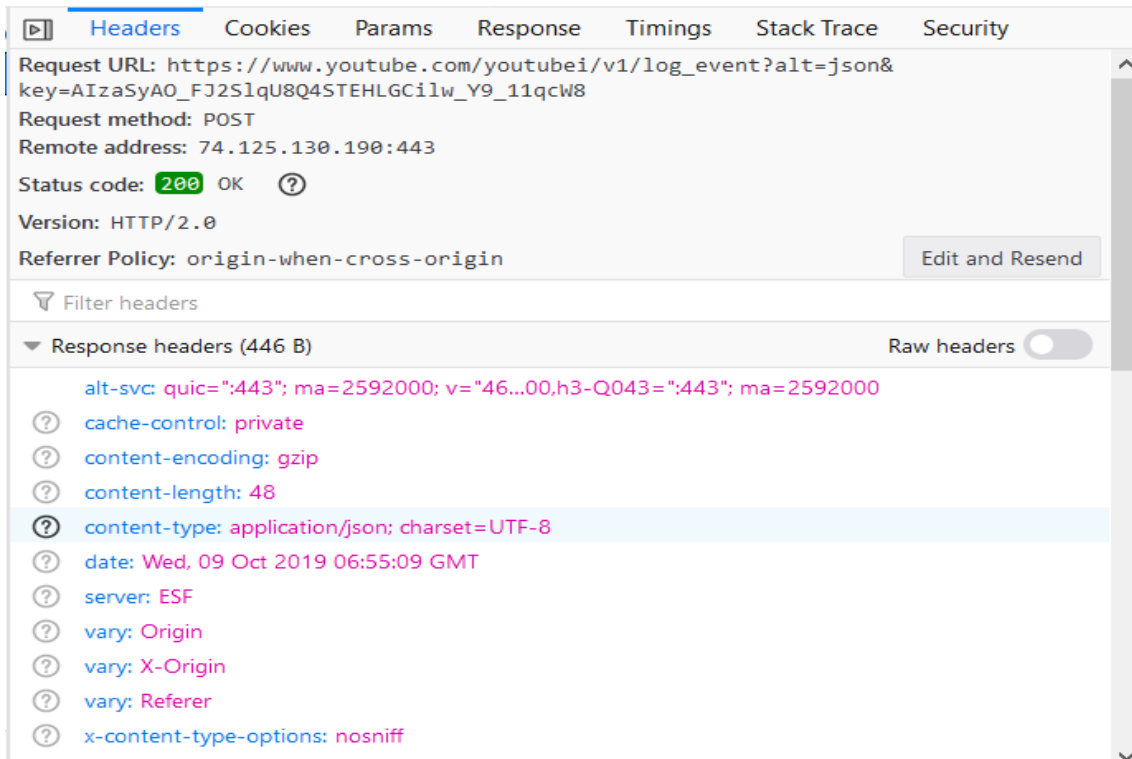 Headers Cookies Params Response Timings Stack Trace Security
Request URL: https://www.youtube.com/youtubei/v1/log_event?alt=json&
key=AIzaSyAO_FJ2SlqU8Q4STEHLGCilw_Y9_11qcW8
Request method: POST
Remote address: 74.125.130.190:443
Status code: 200 OK
Version: HTTP/2.0
Referrer Policy: origin-when-cross-origin Edit and Resend
Filter headers
Response headers (446 B) Raw headers
alt-svc: quic=":443"; ma=2592000; v="46...00,h3-Q043=":443"; ma=2592000
cache-control: private
content-encoding: gzip
content-length: 48
content-type: application/json; charset=UTF-8
date: Wed, 09 Oct 2019 06:55:09 GMT
server: ESF
vary: Origin
vary: X-Origin
vary: Referer
x-content-type-options: nosniff